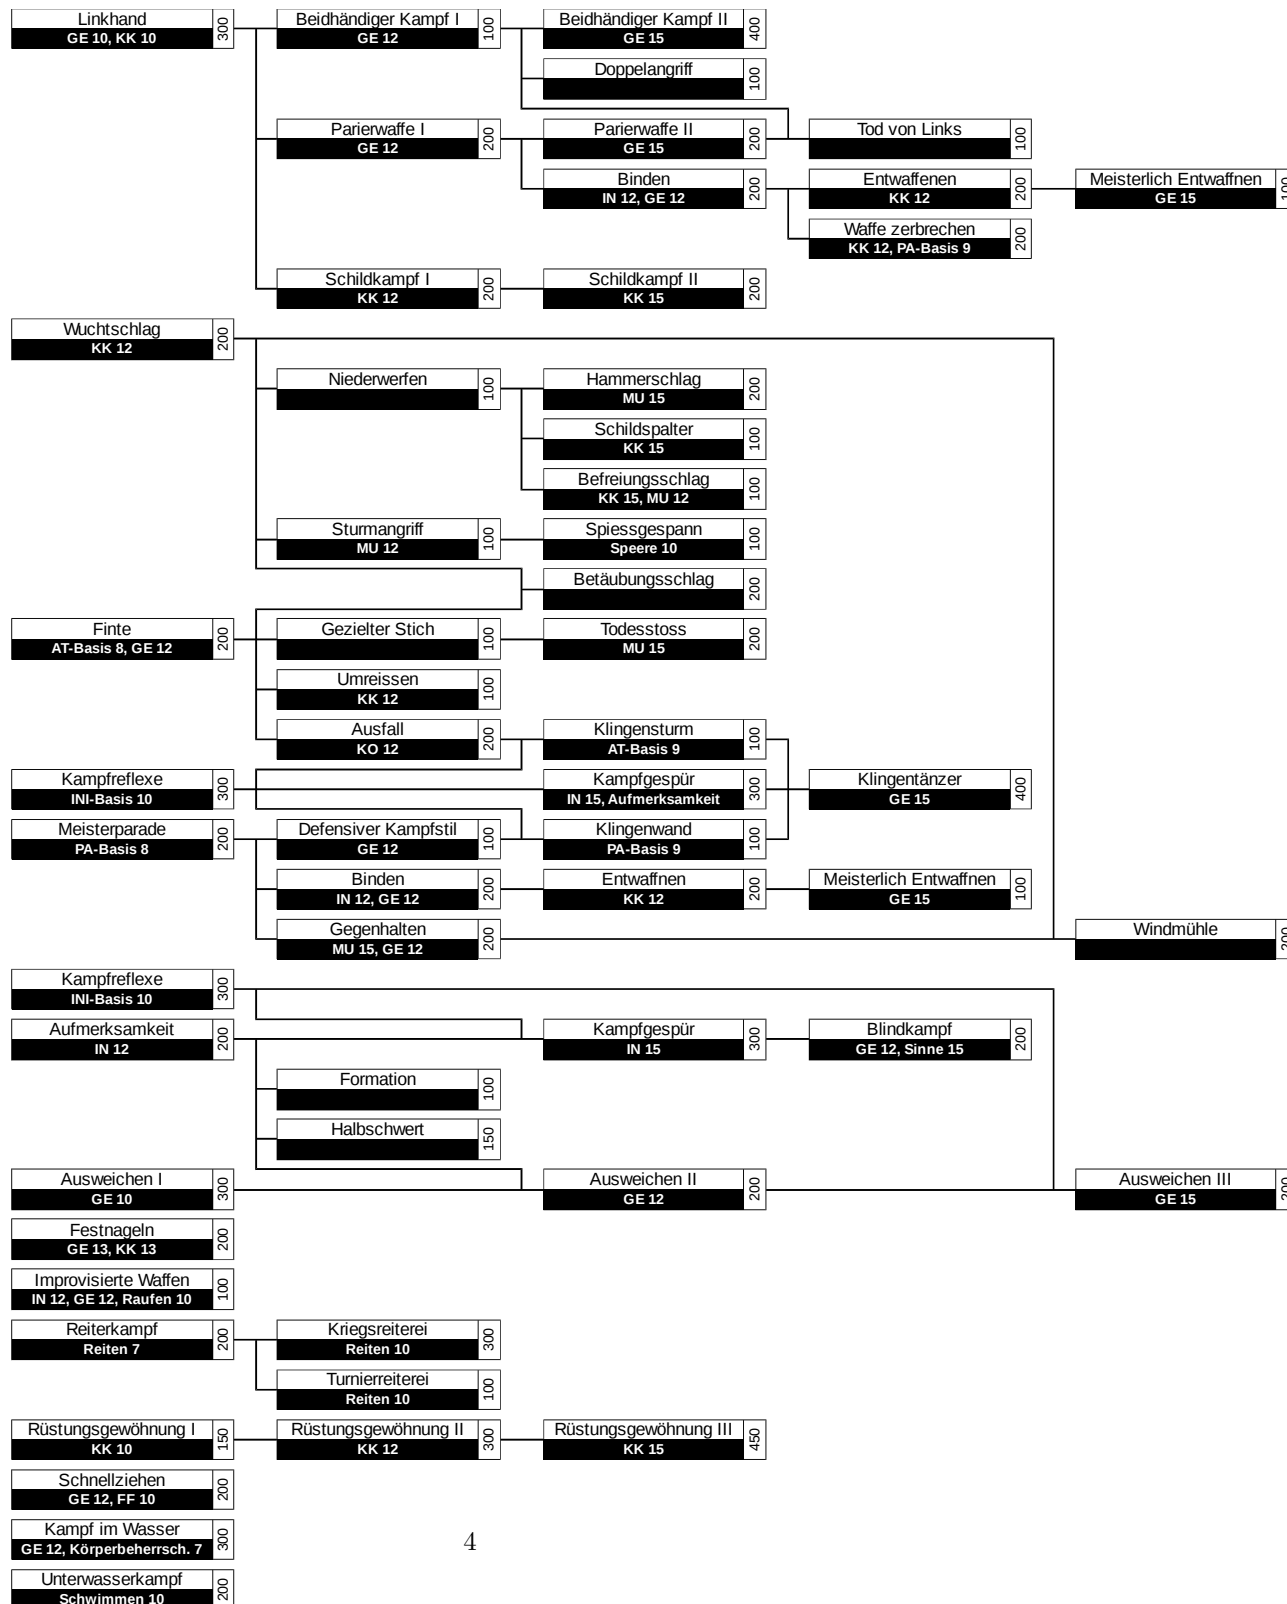 Linkhand
GE 10, KK 10
300
Beidhändiger Kampf I
GE 12
100
Beidhändiger Kampf II
GE 15
400
Doppelangriff
100
Parierwaffe I
GE 12
200
Parierwaffe II
GE 15
200
Tod von Links
100
Binden
IN 12, GE 12
200
Entwaffenen
KK 12
200
Meisterlich Entwaffnen
GE 15
100
Waffe zerbrechen
KK 12, PA-Basis 9
200
Schildkampf I
KK 12
200
Schildkampf II
KK 15
200
Wuchtschlag
KK 12
200
Niederwerfen
100
Hammerschlag
MU 15
200
Schildspalter
KK 15
100
Befreiungsschlag
KK 15, MU 12
100
Sturmangriff
MU 12
100
Spiessgespann
Speere 10
100
Betäubungsschlag
200
Finte
AT-Basis 8, GE 12
200
Gezielter Stich
100
Todesstoss
MU 15
200
Umreissen
KK 12
100
Ausfall
KO 12
200
Klingensturm
AT-Basis 9
100
Kampfreflexe
INI-Basis 10
300
Kampfgespür
IN 15, Aufmerksamkeit
300
Klingentänzer
GE 15
400
Meisterparade
PA-Basis 8
200
Defensiver Kampfstil
GE 12
100
Klingenwand
PA-Basis 9
100
Binden
IN 12, GE 12
200
Entwaffnen
KK 12
200
Meisterlich Entwaffnen
GE 15
100
Gegenhalten
MU 15, GE 12
200
Windmühle
200
Kampfreflexe
INI-Basis 10
300
Aufmerksamkeit
IN 12
200
Kampfgespür
IN 15
300
Blindkampf
GE 12, Sinne 15
200
Formation
100
Halbschwert
150
Ausweichen I
GE 10
300
Ausweichen II
GE 12
200
Ausweichen III
GE 15
200
Festnageln
GE 13, KK 13
200
Improvisierte Waffen
IN 12, GE 12, Raufen 10
100
Reiterkampf
Reiten 7
200
Kriegsreiterei
Reiten 10
300
Turnierreiterei
Reiten 10
100
Rüstungsgewöhnung I
KK 10
150
Rüstungsgewöhnung II
KK 12
300
Rüstungsgewöhnung III
KK 15
450
Schnellziehen
GE 12, FF 10
200
Kampf im Wasser
GE 12, Körperbeherrsch. 7
300
4
Unterwasserkampf
Schwimmen 10
200